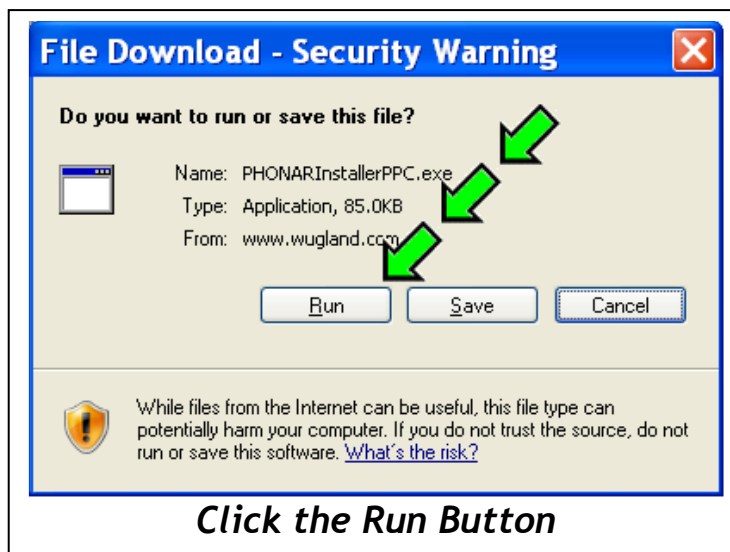 File Download - Security Warning
Do you want to run or save this file?
Name: PHONARInstallerPPC.exe
Type: Application, 85.0KB
From: www.wugland.com
Run Save Cancel
While files from the Internet can be useful, this file type can
potentially harm your computer. If you do not trust the source, do not
run or save this software. What's the risk?
Click the Run Button